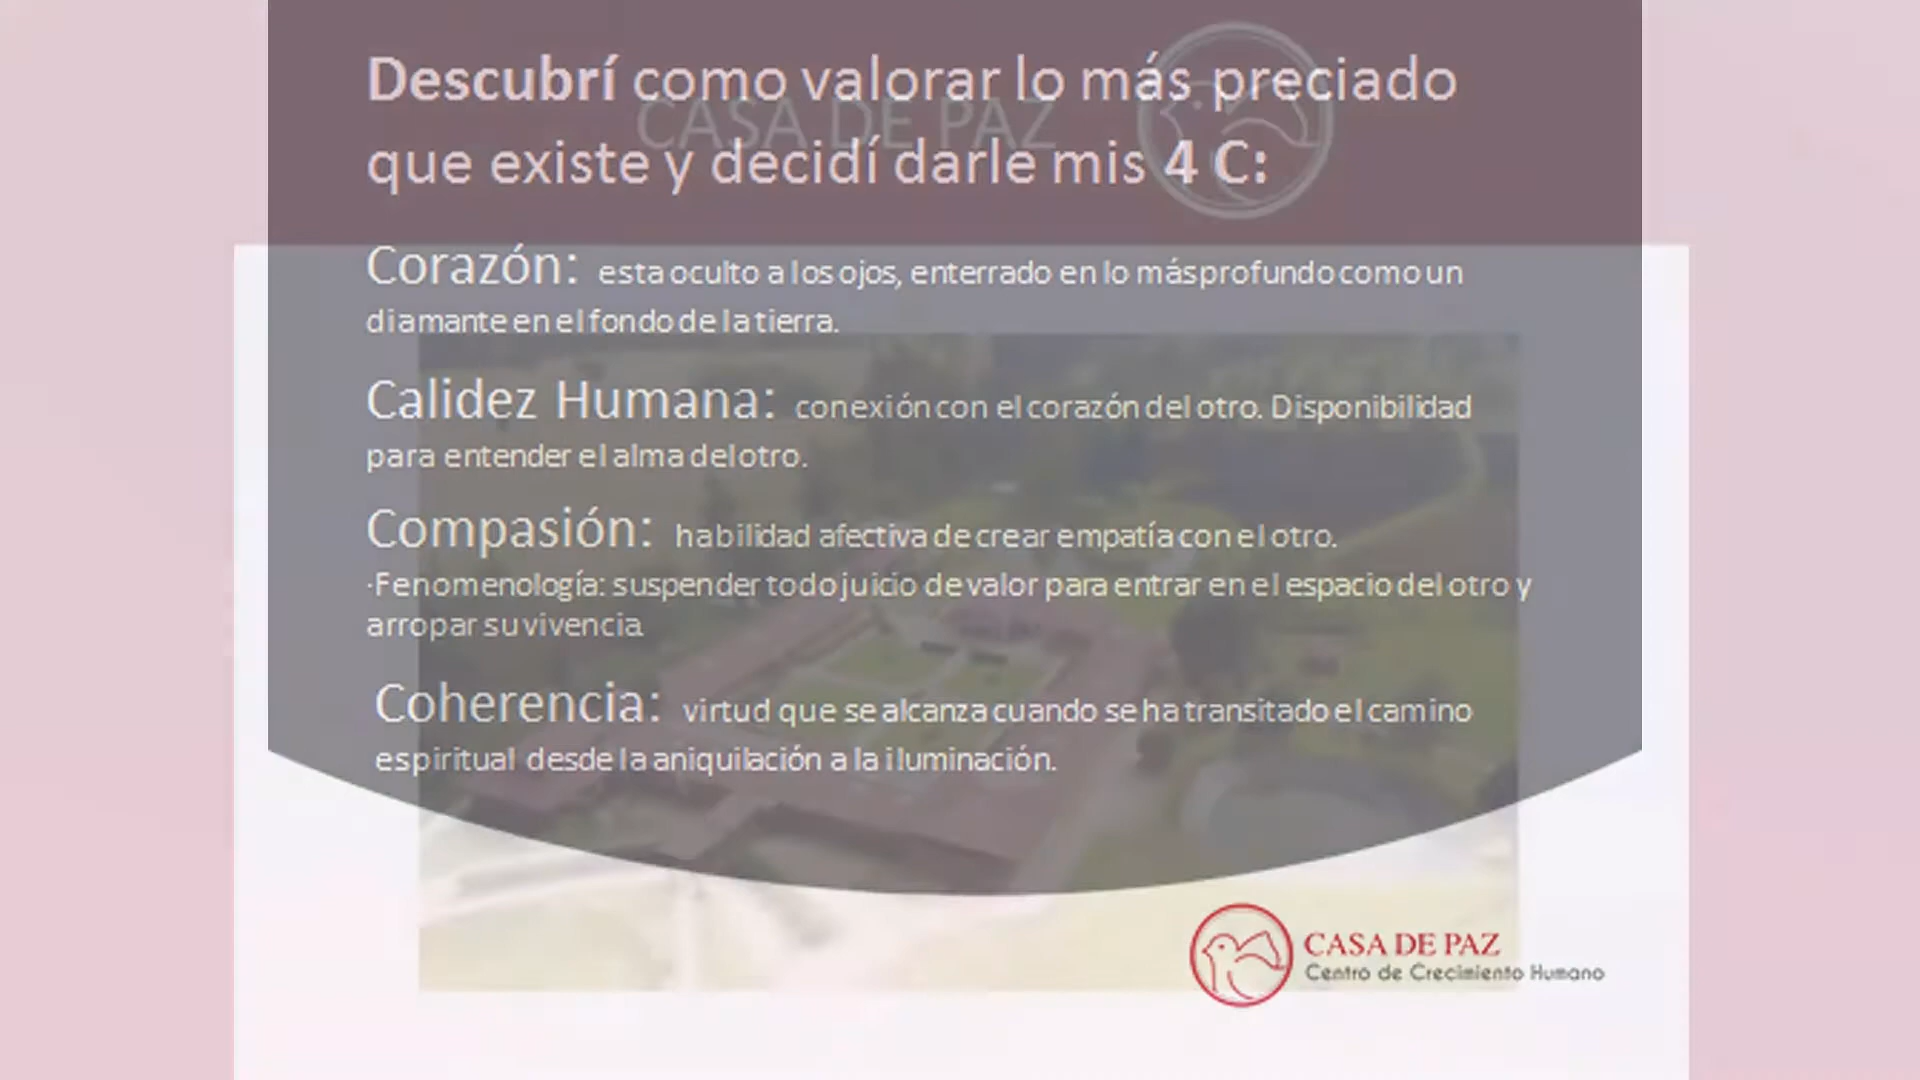 Descubrí como valorar lo más preciado
CASA DE PAZ
que existe y decidí darle mis 4 C:
Corazón: esta oculto a los ojos, enterrado en lo más profundo como un
diamante en el fondo de la tierra.
Calidez Humana: conexión con el corazón del otro. Disponibilidad
para entender el alma del otro.
Compasión: habilidad afectiva de crear empatía con el otro.
·Fenomenología: suspender todo juicio de valor para entrar en el espacio del otro y
arropar su vivencia.
Coherencia: virtud que se alcanza cuando se ha transitado el camino
espiritual desde la aniquilación a la iluminación.
CASA DE PAZ
Centro de Crecimiento Humano